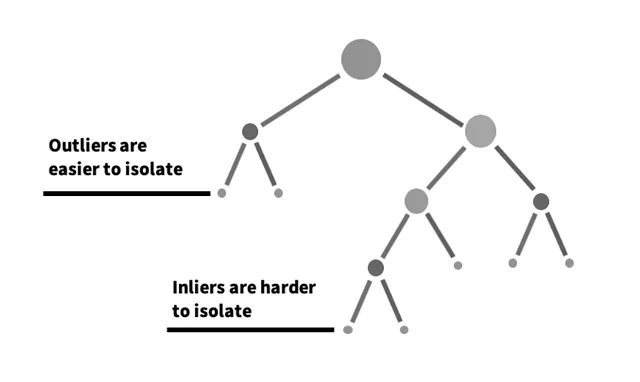 Outliers are
easier to isolate
Inliers are harder
to isolate